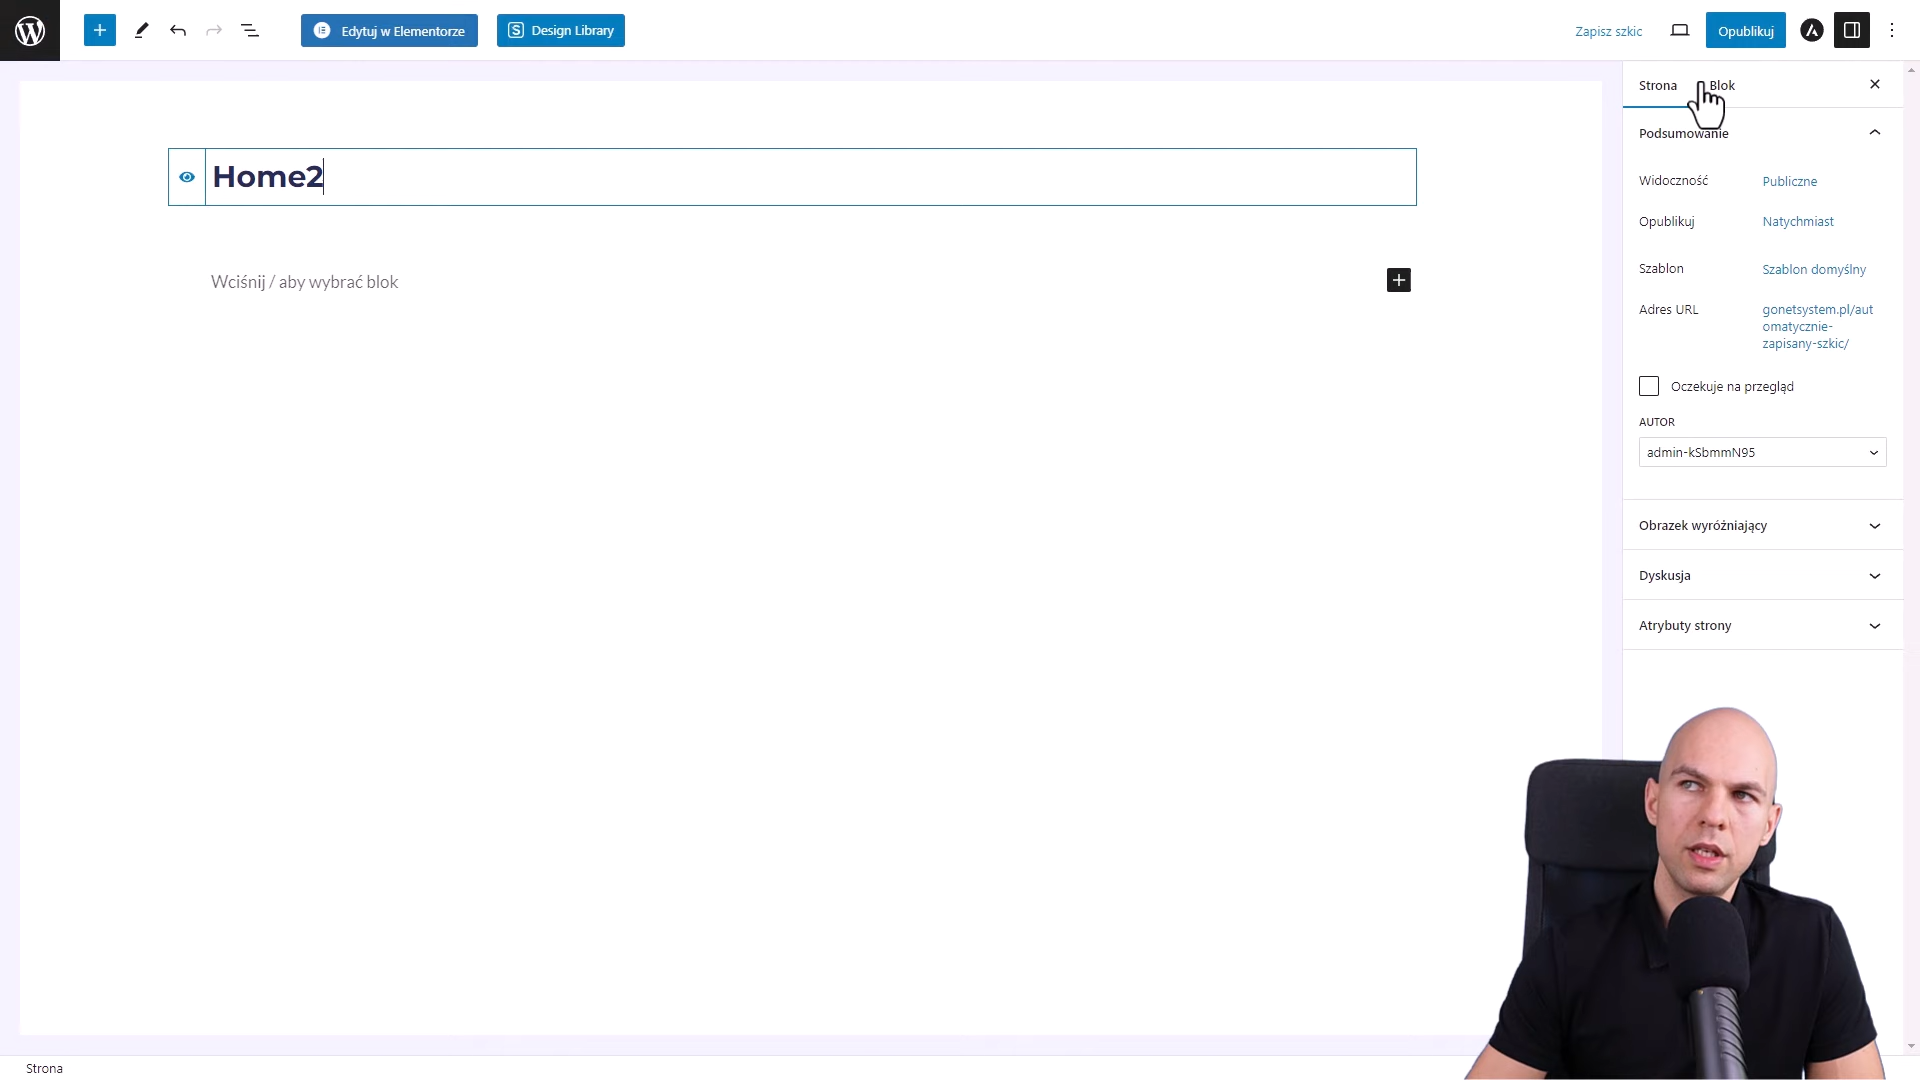 Edytuj w Elementorze
Design Library
Zapisz szkic
Opublikuj
Strona
Blok
Home2
Podsumowanie
Widoczność
Publiczne
Opublikuj
Natychmiast
Wciśnij / aby wybrać blok
Szablon
Szablon domyślny
Adres URL
gonetsystem.pl/aut
omatycznie-
zapisany-szkic/
Oczekuje na przegląd
AUTOR
admin-kSbmmN95
Obrazek wyróżniający
Dyskusja
Atrybuty strony
Strona